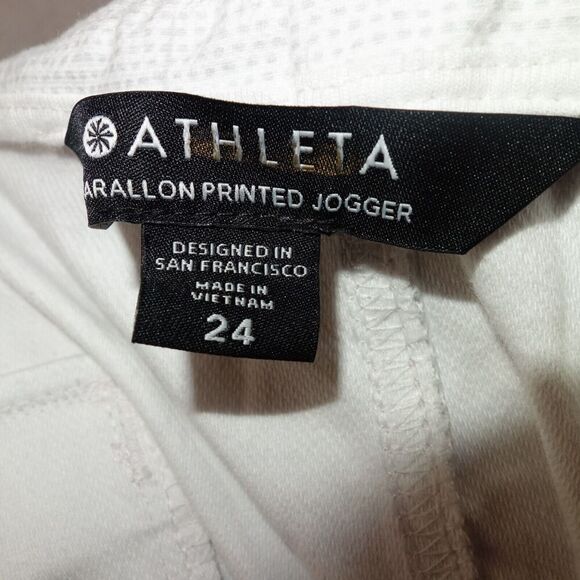 ATHLETA
ARALLON PRINTED JOGGER
DESIGNED IN
SAN FRANCISCO
MADE IN
VIETNAM
24